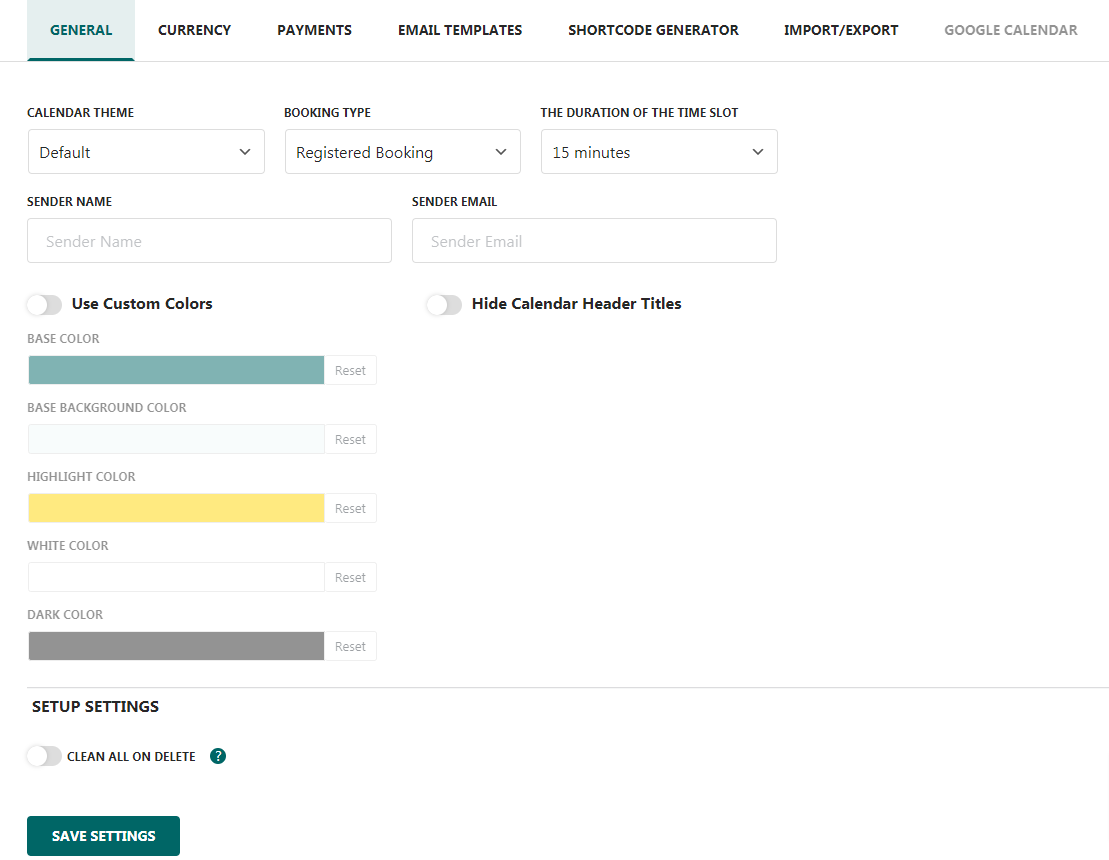 GENERAL CURRENCY PAYMENTS EMAIL TEMPLATES SHORTCODE GENERATOR IMPORT/EXPORT GOOGLE CALENDAR
CALENDAR THEME BOOKING TYPE THE DURATION OF THE TIME SLOT
Default Registered Booking 15 minutes
SENDER NAME SENDER EMAIL
Sender Name Sender Email
Use Custom Colors Hide Calendar Header Titles
BASE COLOR
Reset
BASE BACKGROUND COLOR
Reset
HIGHLIGHT COLOR
Reset
WHITE COLOR
Reset
DARK COLOR
Reset
SETUP SETTINGS
CLEAN ALL ON DELETE ?
SAVE SETTINGS